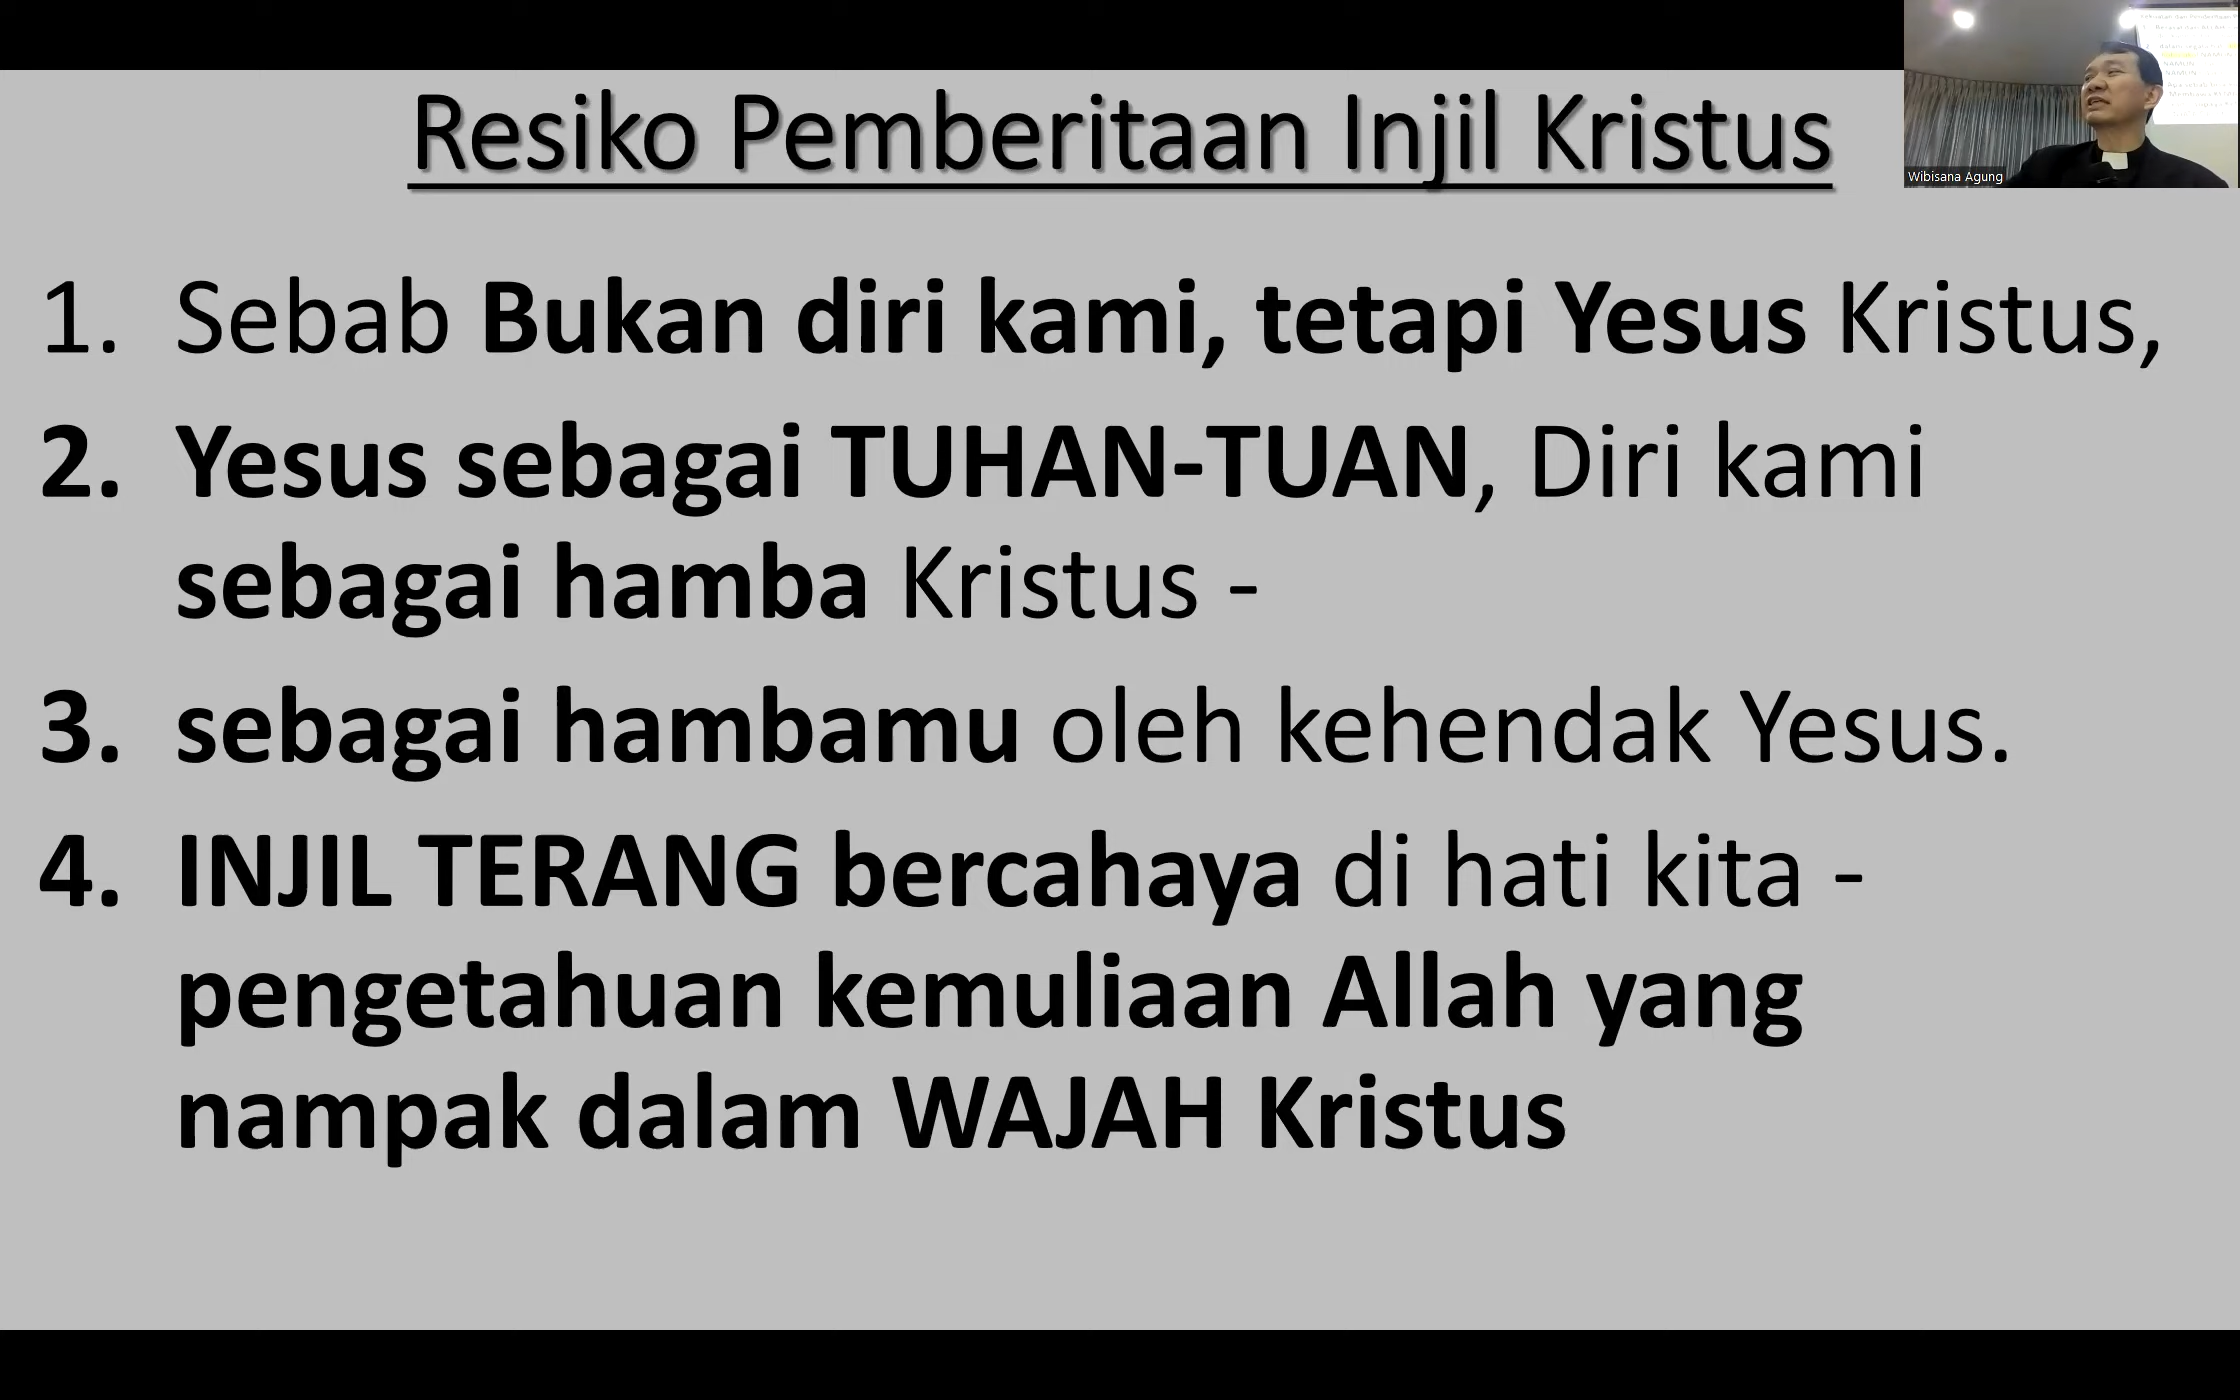 Resiko Pemberitaan Injil Kristus
Wibisana Agung
1. Sebab Bukan diri kami, tetapi Yesus Kristus,
2. Yesus sebagai TUHAN-TUAN, Diri kami
sebagai hamba Kristus -
3. sebagai hambamu oleh kehendak Yesus.
4. INJIL TERANG bercahaya di hati kita -
pengetahuan kemuliaan Allah yang
nampak dalam WAJAH Kristus